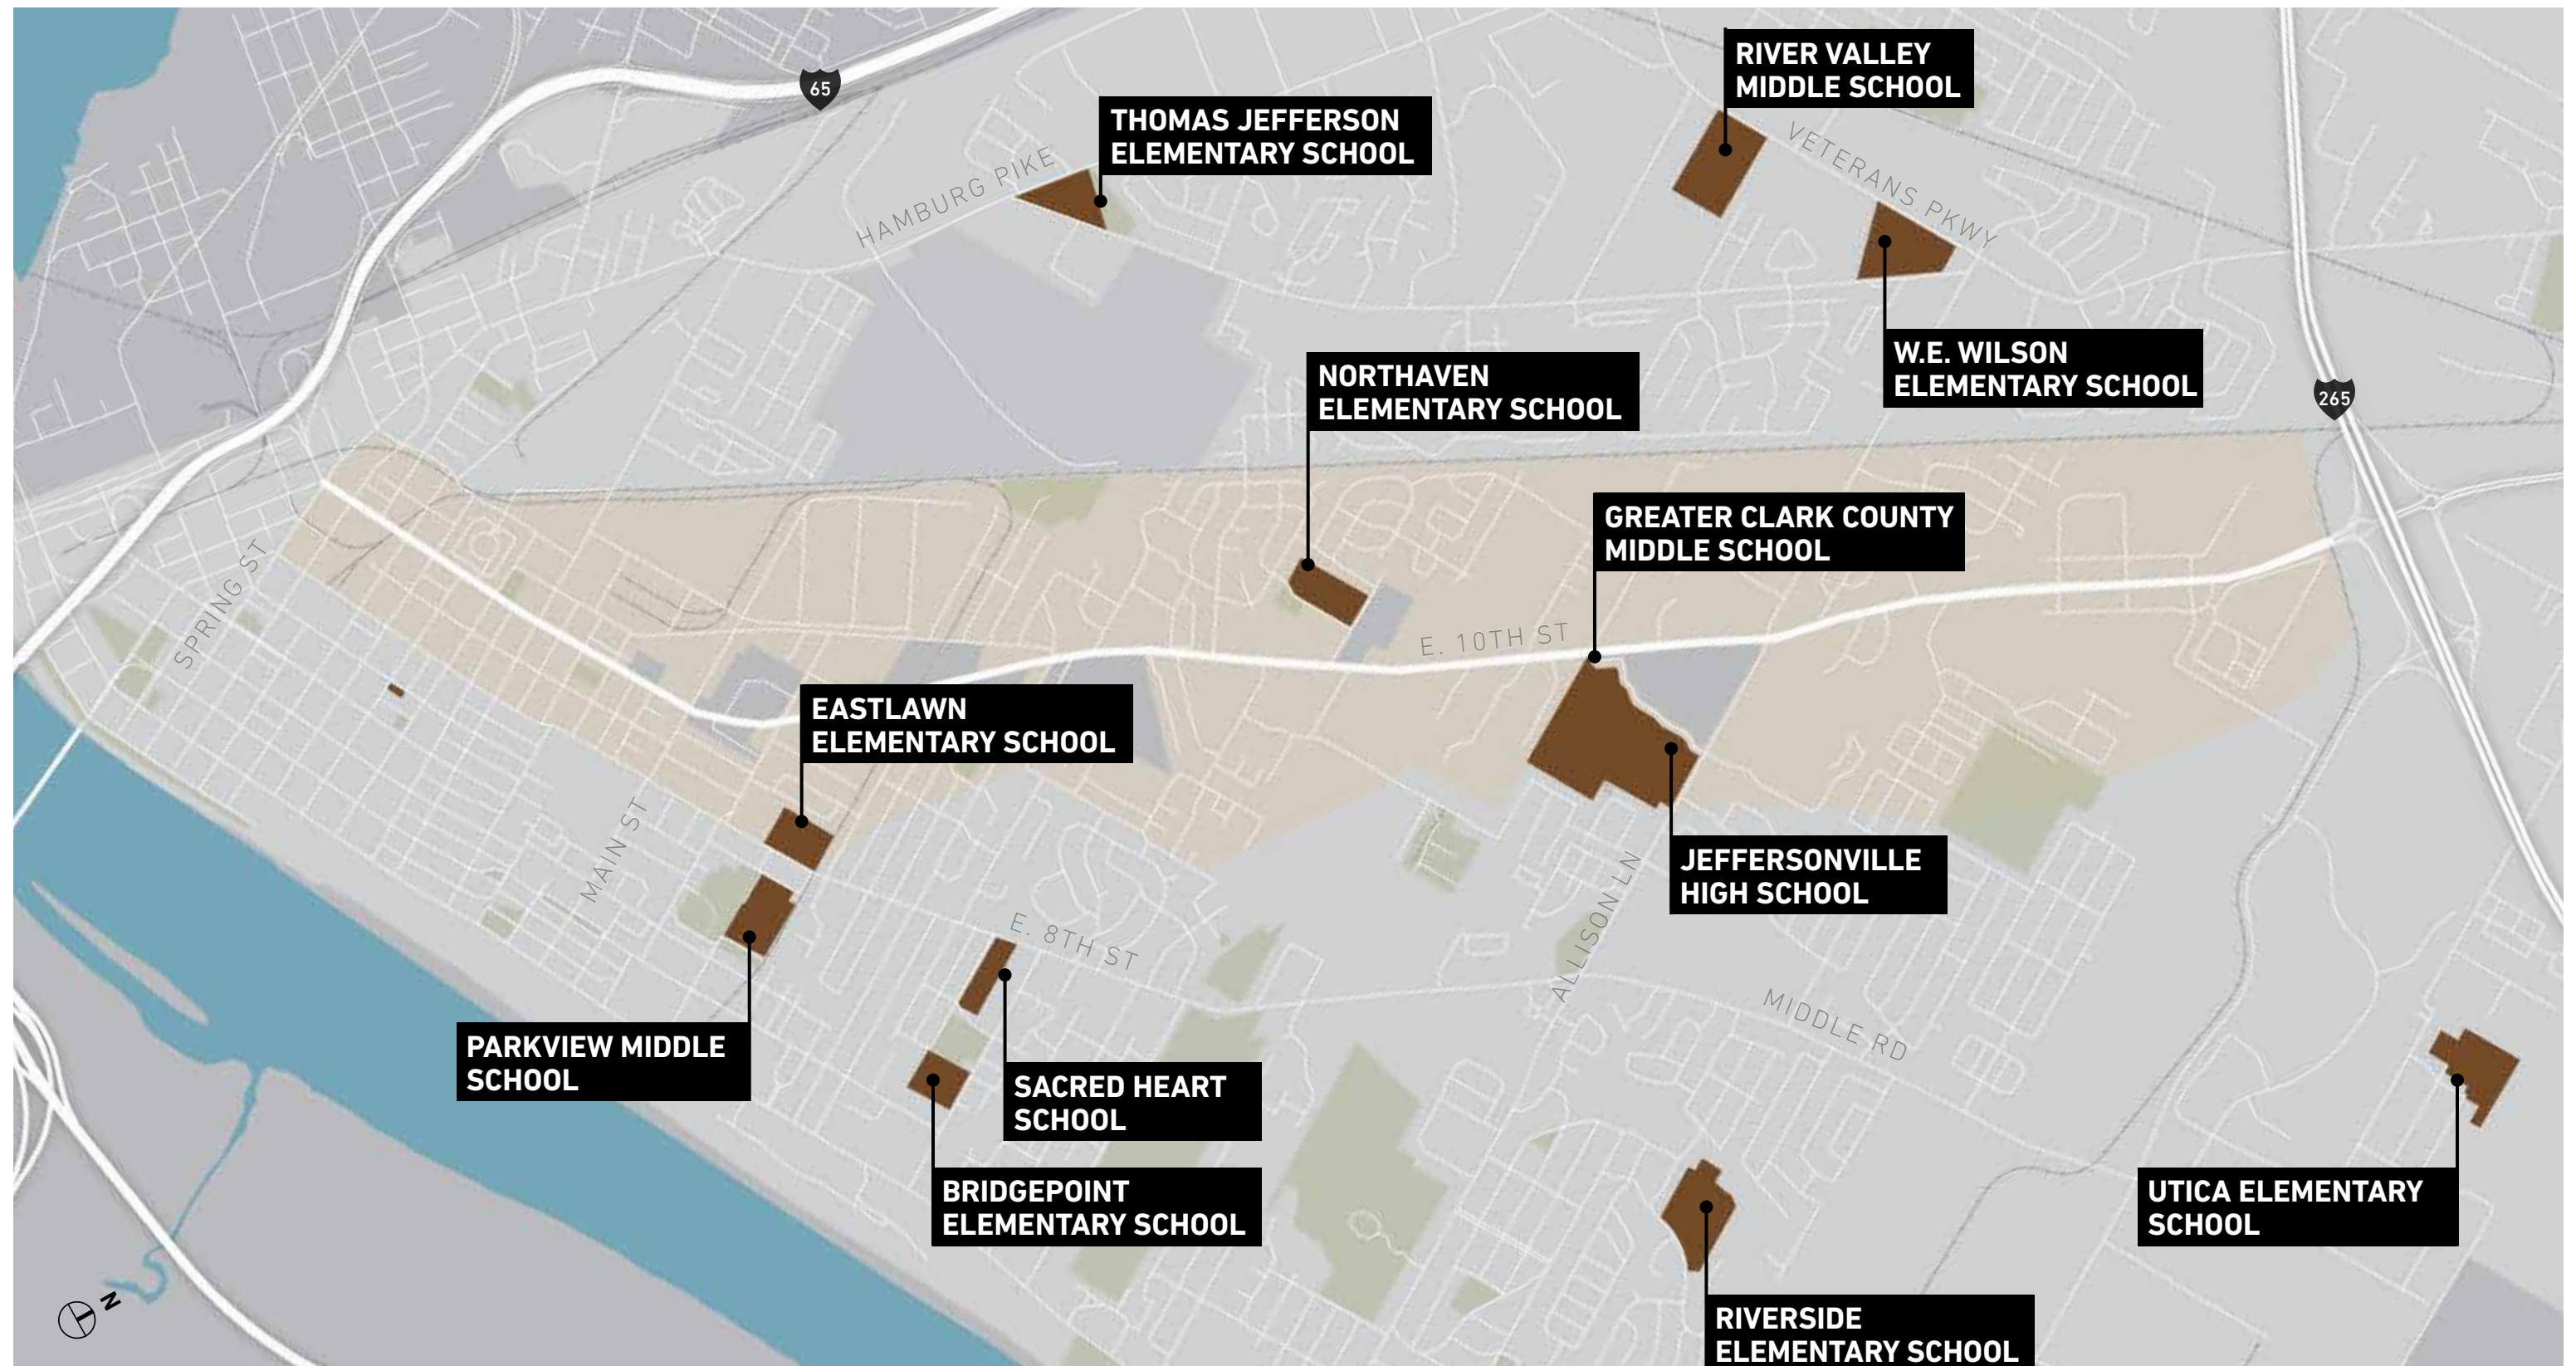 RIVER VALLEY
MIDDLE SCHOOL
65
THOMAS JEFFERSON
ELEMENTARY SCHOOL
HAMBURG PIKE
VETERANS PKWY
W.E. WILSON
ELEMENTARY SCHOOL
NORTHAVEN
ELEMENTARY SCHOOL
265
GREATER CLARK COUNTY
MIDDLE SCHOOL
SPRING ST
E. 10TH ST
EASTLAWN
ELEMENTARY SCHOOL
MAIN ST
JEFFERSONVILLE
HIGH SCHOOL
ALLISON LN
E. 8TH ST
MIDDLE RD
PARKVIEW MIDDLE
SCHOOL
SACRED HEART
SCHOOL
BRIDGEPOINT
ELEMENTARY SCHOOL
UTICA ELEMENTARY
SCHOOL
N
RIVERSIDE
ELEMENTARY SCHOOL